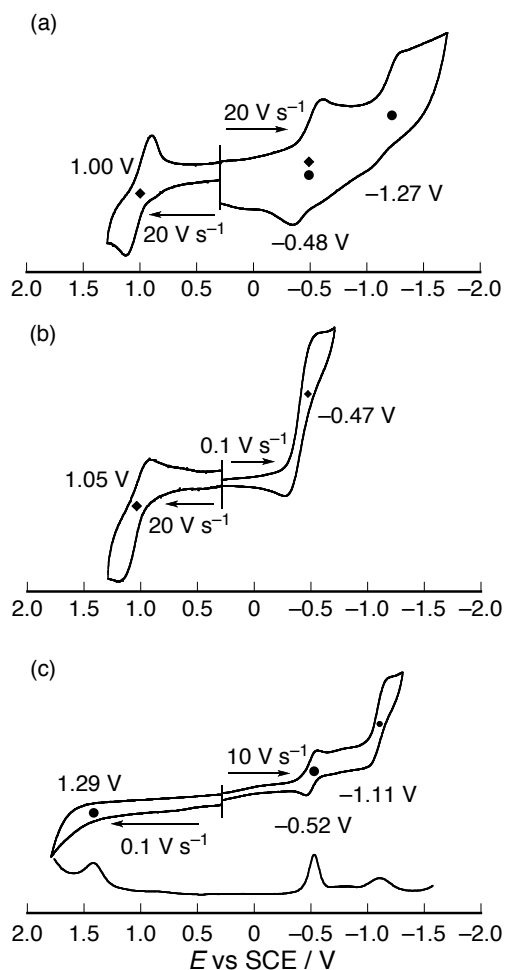 (a)
20 V s⁻¹
1.00 V
20 V s⁻¹
–0.48 V
–1.27 V
2.0 1.5 1.0 0.5 0 –0.5 –1.0 –1.5 –2.0
(b)
0.1 V s⁻¹
–0.47 V
1.05 V
20 V s⁻¹
2.0 1.5 1.0 0.5 0 –0.5 –1.0 –1.5 –2.0
(c)
10 V s⁻¹
1.29 V
–1.11 V
0.1 V s⁻¹
–0.52 V
2.0 1.5 1.0 0.5 0 –0.5 –1.0 –1.5 –2.0
E vs SCE / V